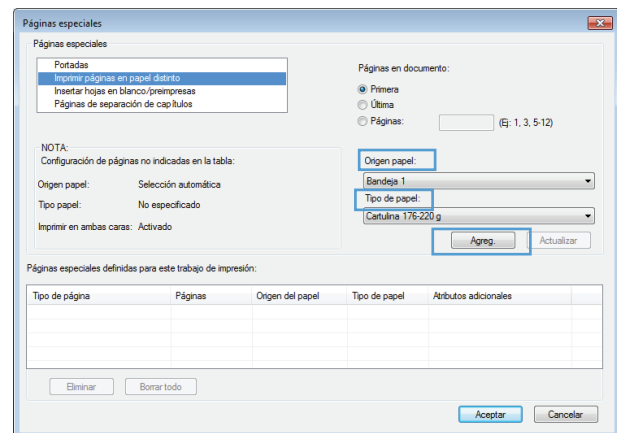 Páginas especiales
Páginas especiales
Portadas
Imprimir páginas en papel distinto
Insertar hojas en blanco/preimpresas
Páginas de separación de capítulos
Páginas en documento:
Primera
Última
Páginas: (Ej: 1, 3, 5-12)
NOTA:
Configuración de páginas no indicadas en la tabla:
Origen papel: Selección automática
Tipo papel: No especificado
Imprimir en ambas caras: Activado
Origen papel:
Bandeja 1
Tipo de papel:
Cartulina 176-220 g
Agreg. Actualizar
Páginas especiales definidas para este trabajo de impresión:
Tipo de página Páginas Origen del papel Tipo de papel Atributos adicionales
Eliminar Borrar todo
Aceptar Cancelar